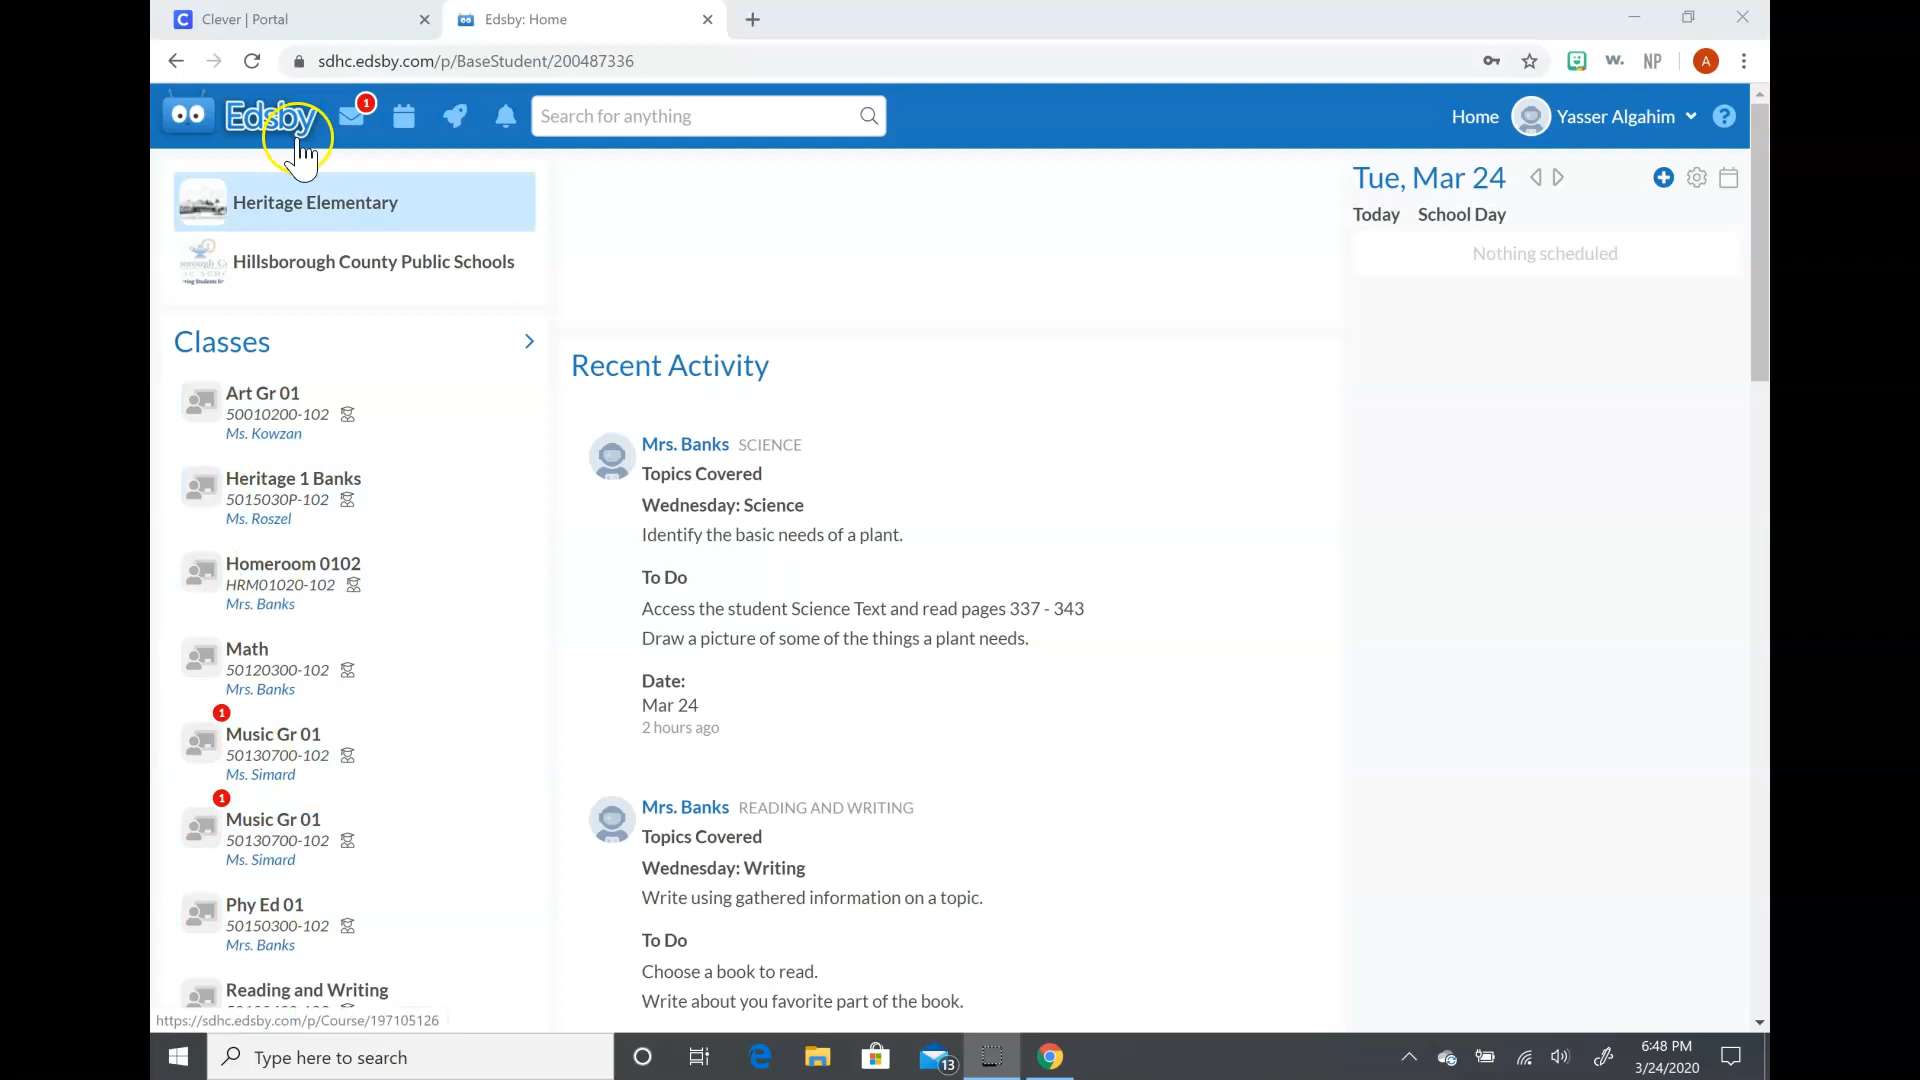 Clever | Portal
Edsby: Home
sdhc.edsby.com/p/BaseStudent/200487336
w.
NP
A
Edsby
1
Search for anything
Home
Yasser Algahim
?
Heritage Elementary
Hillsborough County Public Schools
Classes
Art Gr 01
50010200-102
Ms. Kowzan
Heritage 1 Banks
5015030P-102
Ms. Roszel
Homeroom 0102
HRM01020-102
Mrs. Banks
Math
50120300-102
Mrs. Banks
1
Music Gr 01
50130700-102
Ms. Simard
1
Music Gr 01
50130700-102
Ms. Simard
Phy Ed 01
50150300-102
Mrs. Banks
Reading and Writing
https://sdhc.edsby.com/p/Course/197105126
Recent Activity
Mrs. Banks SCIENCE
Topics Covered
Wednesday: Science
Identify the basic needs of a plant.
To Do
Access the student Science Text and read pages 337 - 343
Draw a picture of some of the things a plant needs.
Date:
Mar 24
2 hours ago
Mrs. Banks READING AND WRITING
Topics Covered
Wednesday: Writing
Write using gathered information on a topic.
To Do
Choose a book to read.
Write about you favorite part of the book.
Tue, Mar 24
Today School Day
Nothing scheduled
Type here to search
13
6:48 PM
3/24/2020